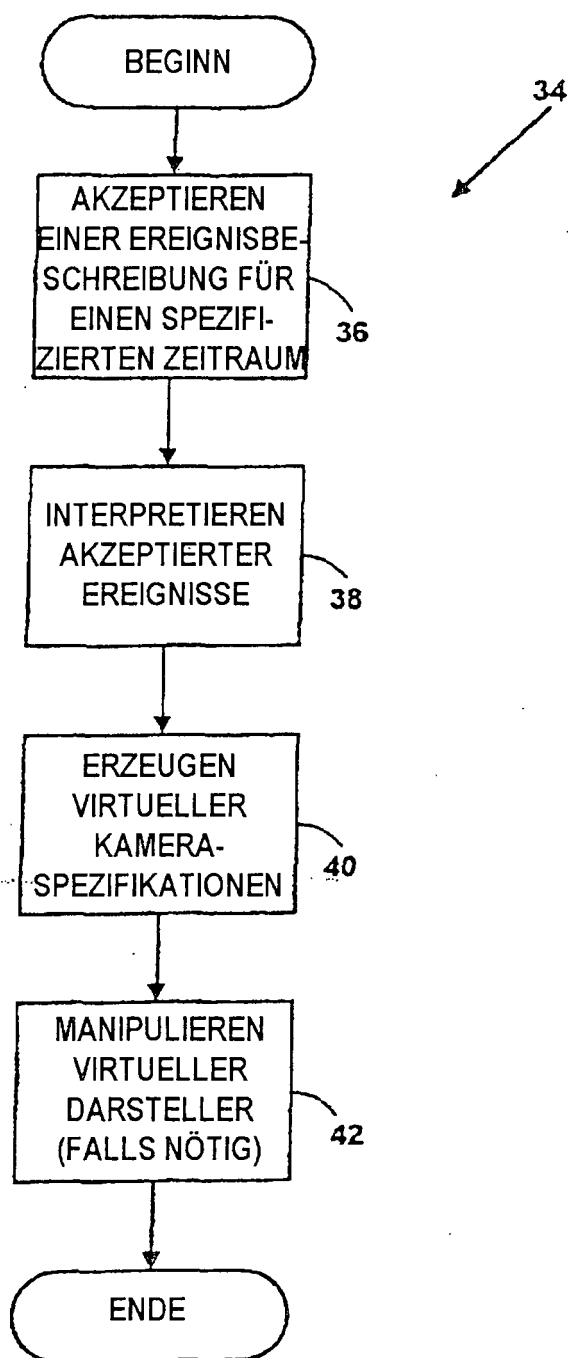 BEGINN
34
AKZEPTIEREN
EINER EREIGNISBE-
SCHREIBUNG FÜR
EINEN SPEZIFI-
ZIERTEN ZEITRAUM
36
INTERPRETIEREN
AKZEPTIERTER
EREIGNISSE
38
ERZEUGEN
VIRTUELLER
KAMERA-
SPEZIFIKATIONEN
40
MANIPULIEREN
VIRTUELLER
DARSTELLER
(FALLS NÖTIG)
42
ENDE